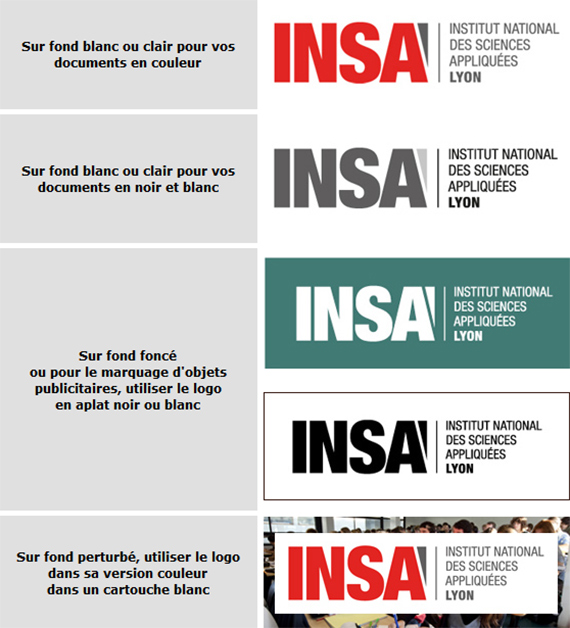 Sur fond blanc ou clair pour vos
documents en couleur
INSA
INSTITUT NATIONAL
DES SCIENCES
APPLIQUÉES
LYON
Sur fond blanc ou clair pour vos
documents en noir et blanc
INSA
INSTITUT NATIONAL
DES SCIENCES
APPLIQUÉES
LYON
Sur fond foncé
ou pour le marquage d'objets
publicitaires, utiliser le logo
en aplat noir ou blanc
INSA
INSTITUT NATIONAL
DES SCIENCES
APPLIQUÉES
LYON
INSA
INSTITUT NATIONAL
DES SCIENCES
APPLIQUÉES
LYON
Sur fond perturbé, utiliser le logo
dans sa version couleur
dans un cartouche blanc
INSA
INSTITUT NATIONAL
DES SCIENCES
APPLIQUÉES
LYON